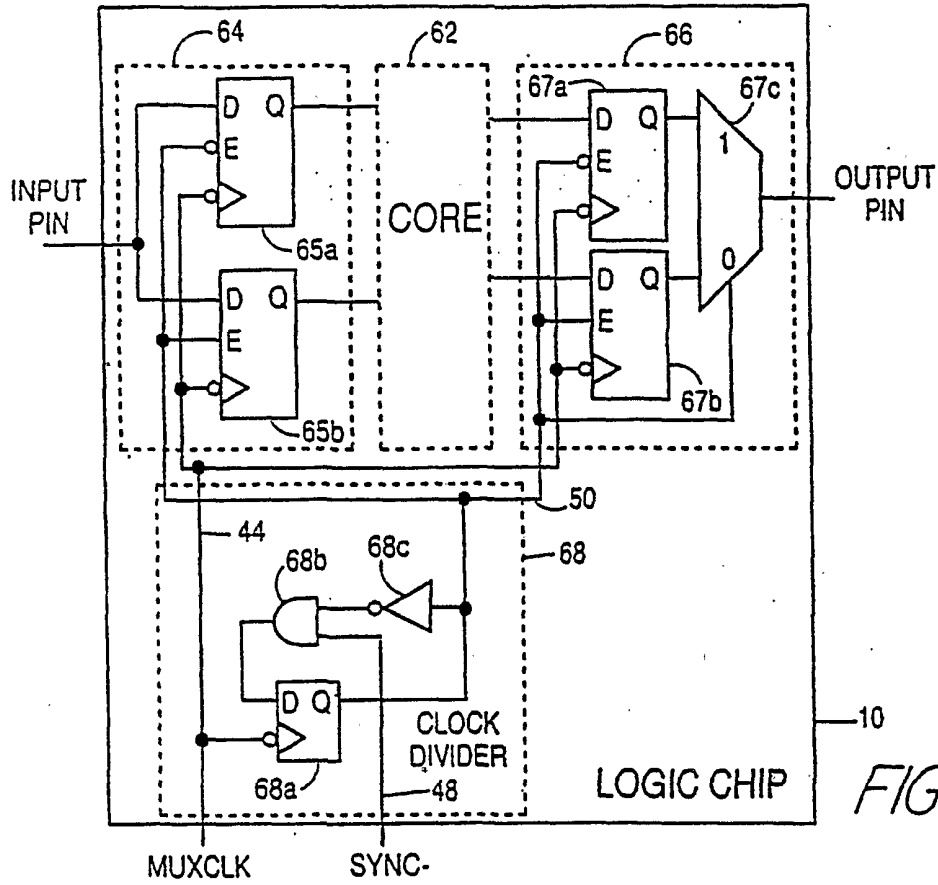 64
62
66
67a
67c
D Q
E
65a
D Q
E
65b
CORE
D Q
E
D Q
E
67b
1
0
INPUT
PIN
OUTPUT
PIN
50
44
68
68b
68c
D Q
68a
CLOCK
DIVIDER
48
10
LOGIC CHIP
FIG
MUXCLK
SYNC-